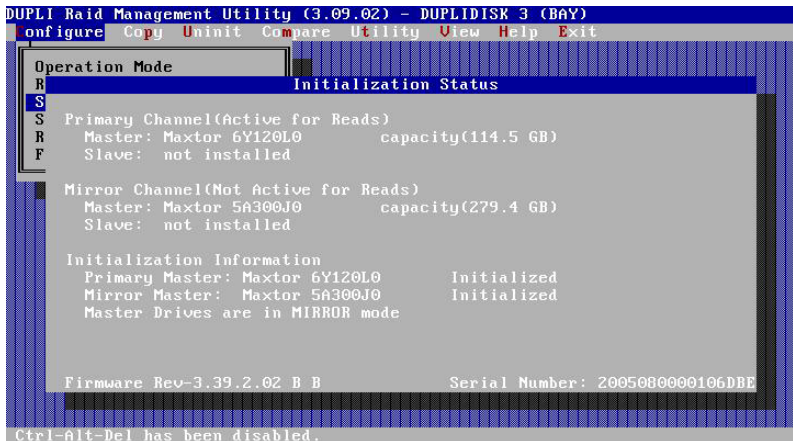 DUPLI Raid Management Utility (3.09.02) - DUPLIDISK 3 (BAY)
Configure Copy Uninit Compare Utility View Help Exit
Operation Mode
R
Initialization Status
S
S
Primary Channel(Active for Reads)
R
Master: Maxtor 6Y120L0 capacity(114.5 GB)
F
Slave: not installed
Mirror Channel(Not Active for Reads)
Master: Maxtor 5A300J0 capacity(279.4 GB)
Slave: not installed
Initialization Information
Primary Master: Maxtor 6Y120L0 Initialized
Mirror Master: Maxtor 5A300J0 Initialized
Master Drives are in MIRROR mode
Firmware Rev-3.39.2.02 B B Serial Number: 2005080000106DBE
Ctrl-Alt-Del has been disabled.